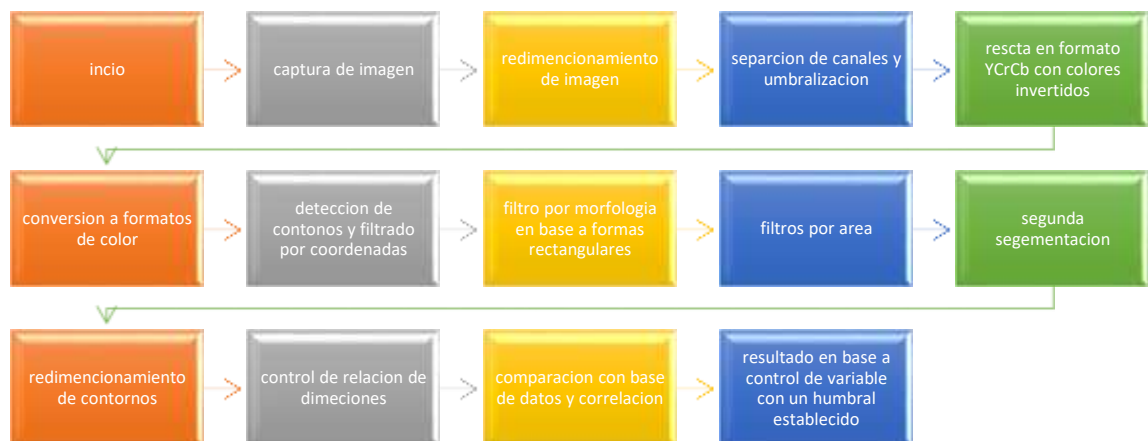 incio
captura de imagen
redimencionamiento
de imagen
separcion de canales y
umbralizacion
rescta en formato
YCrCb con colores
invertidos
conversion a formatos
de color
deteccion de
contonos y filtrado
por coordenadas
filtro por morfologia
en base a formas
rectangulares
filtros por area
segunda
segementacion
redimencionamiento
de contornos
control de relacion de
dimeciones
comparacion con base
de datos y correlacion
resultado en base a
control de variable
con un humbral
establecido